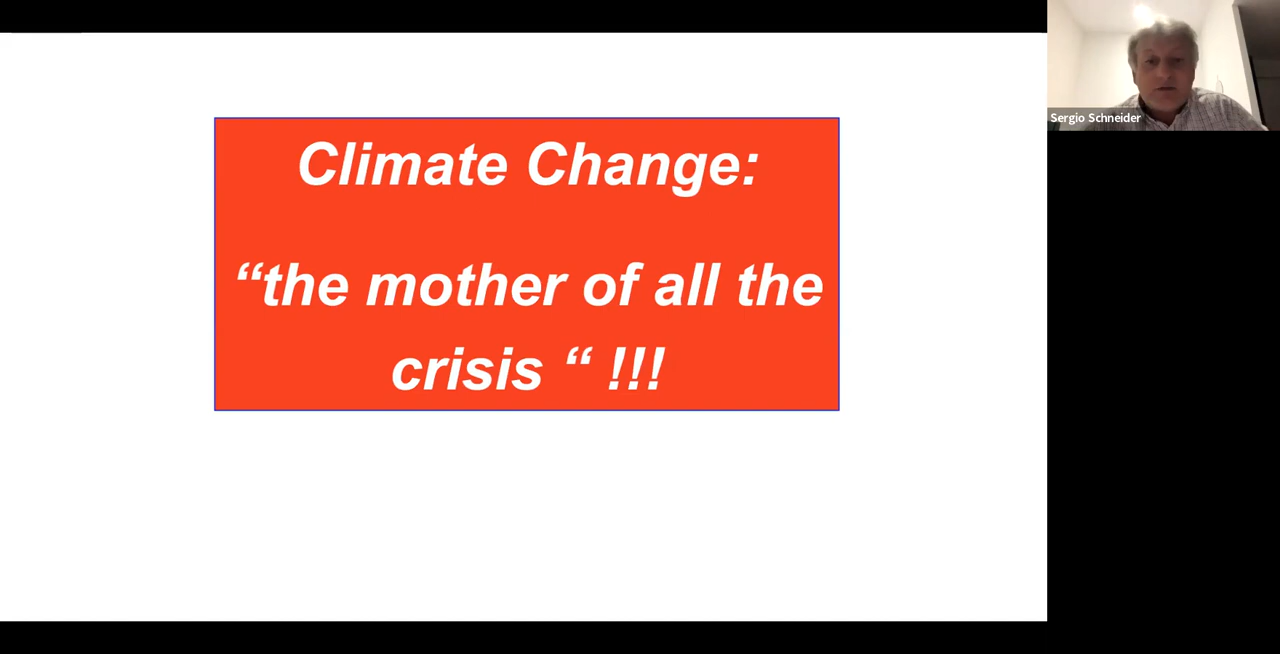 Climate Change:
“the mother of all the
crisis “ !!!
Sergio Schneider